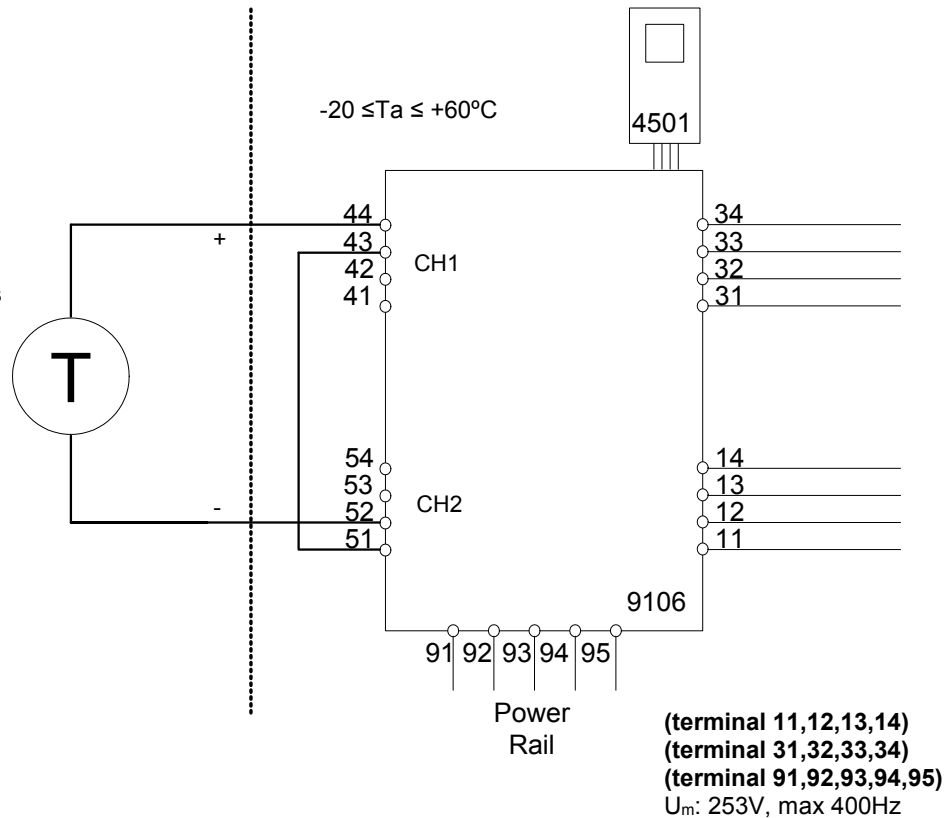 -20 ≤Ta ≤ +60ºC
4501
44
+
43
42
CH1
41
34
33
32
31
T
54
53
CH2
-
52
51
14
13
12
11
9106
91 92 93 94 95
Power
Rail
(terminal 11,12,13,14)
(terminal 31,32,33,34)
(terminal 91,92,93,94,95)
Um: 253V, max 400Hz